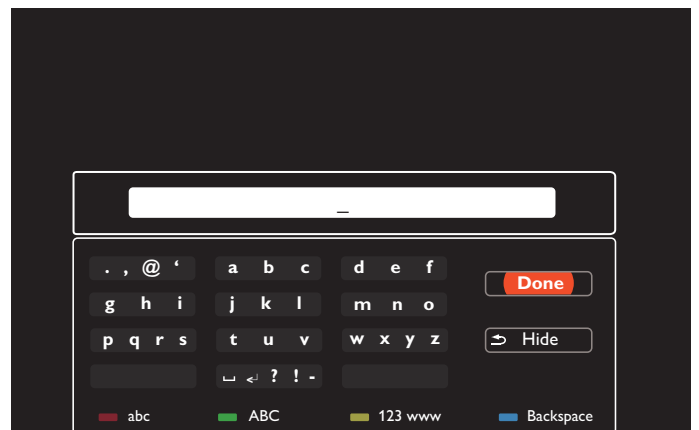 _
. , @ ‘ a b c d e f
Done
g h i j k l m n o
p q r s t u v w x y z Hide
␣ ↵ ? ! -
abc ABC 123 www Backspace